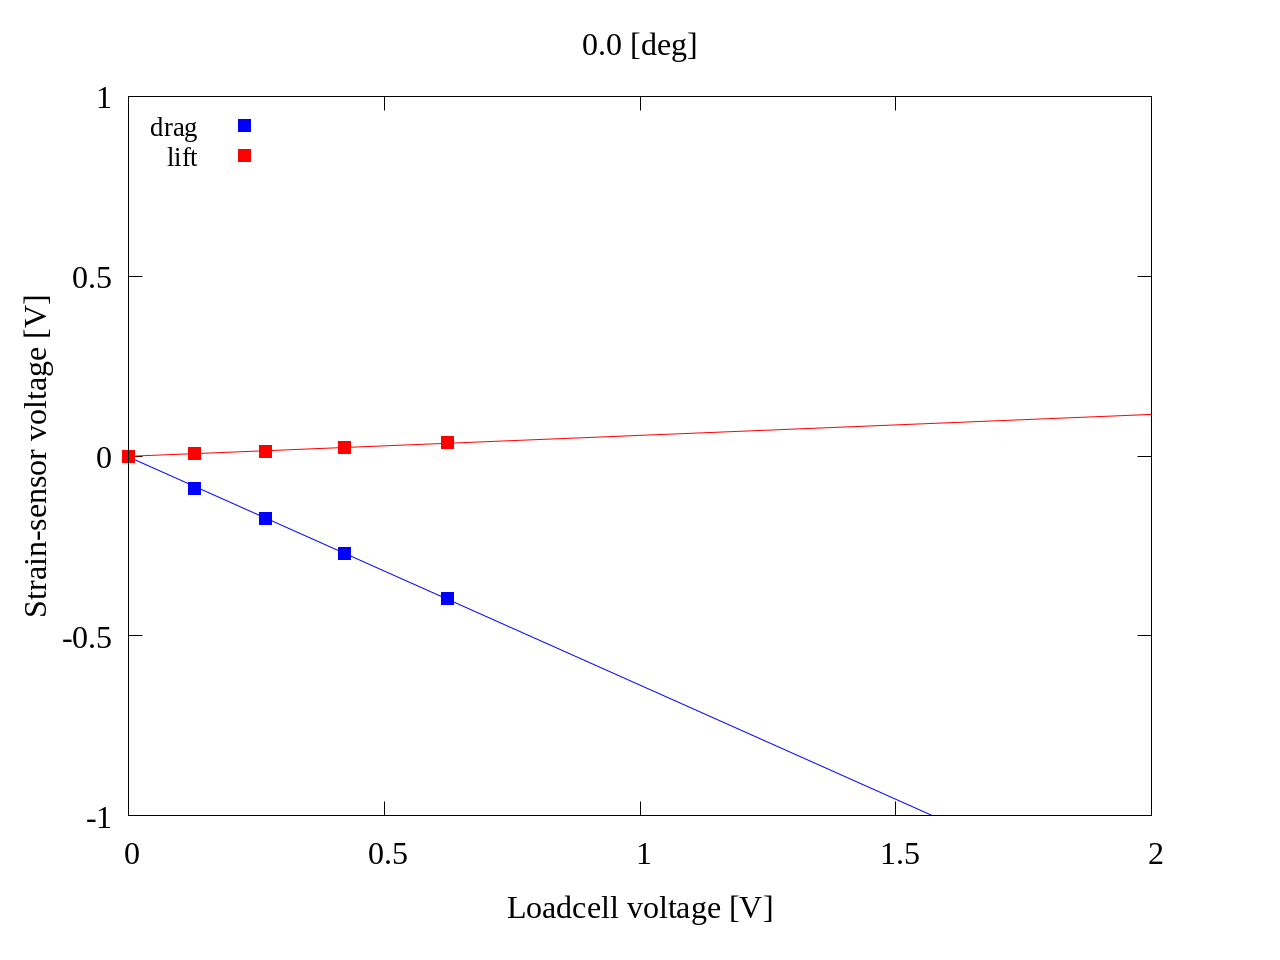 0.0 [deg]
drag
lift
1
0.5
0
-0.5
-1
Strain-sensor voltage [V]
0 0.5 1 1.5 2
Loadcell voltage [V]